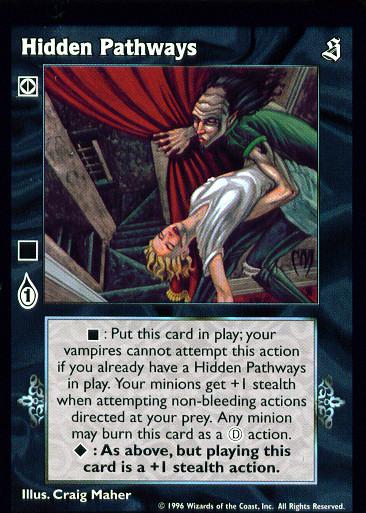 Hidden Pathways
S
1
■ : Put this card in play; your
vampires cannot attempt this action
if you already have a Hidden Pathways
in play. Your minions get +1 stealth
when attempting non-bleeding actions
directed at your prey. Any minion
may burn this card as a Ⓓ action.
◆ : As above, but playing this
card is a +1 stealth action.
Illus. Craig Maher
© 1996 Wizards of the Coast, Inc. All Rights Reserved.